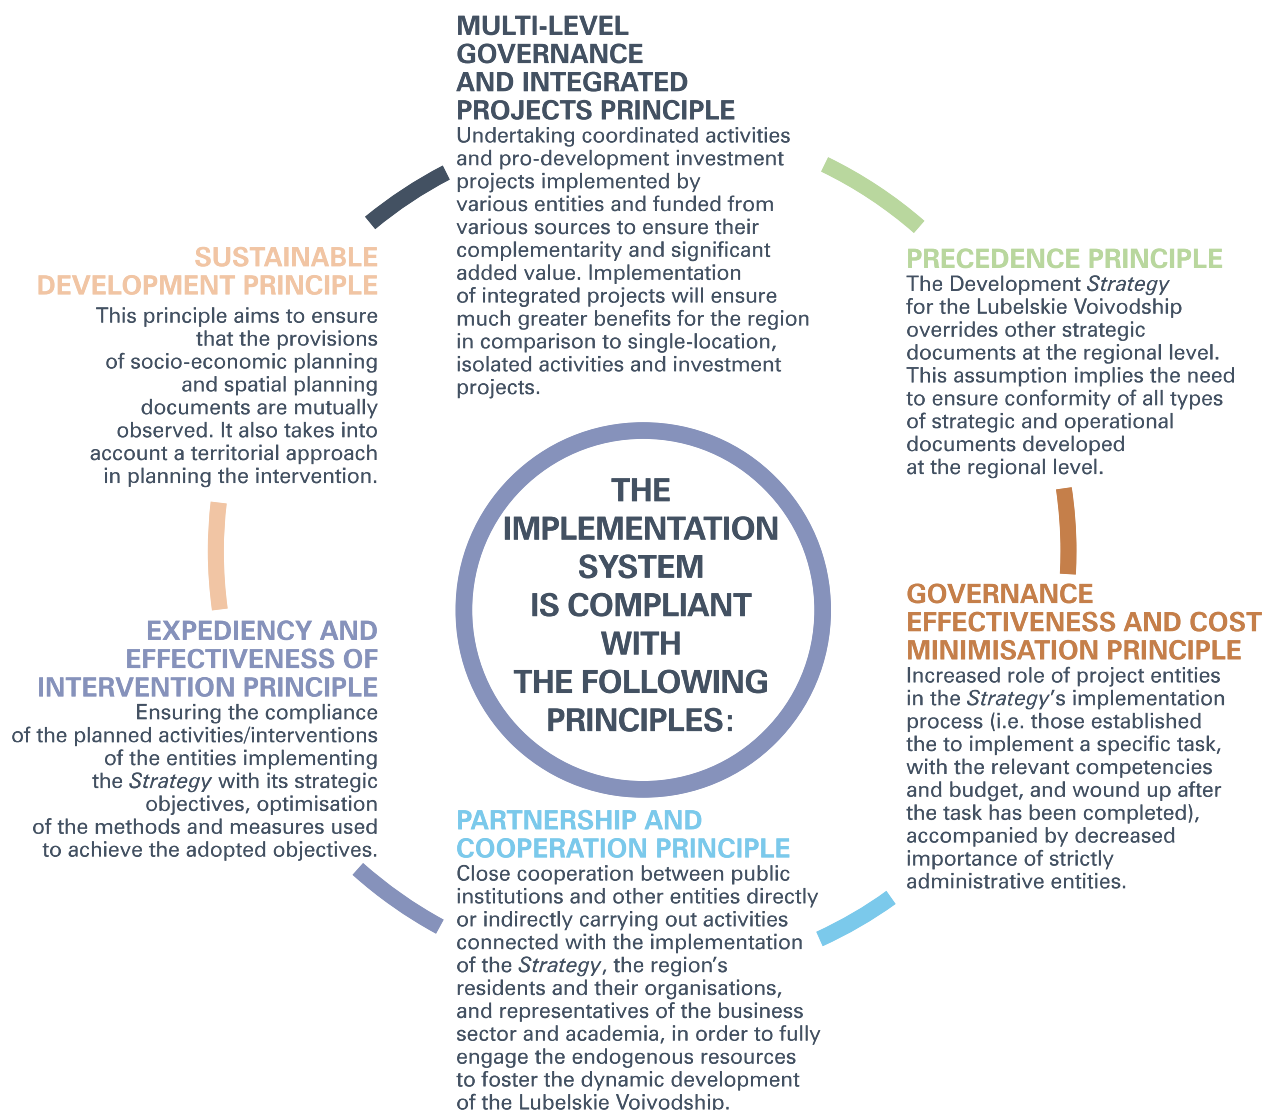 MULTI-LEVEL
GOVERNANCE
AND INTEGRATED
PROJECTS PRINCIPLE
Undertaking coordinated activities
and pro-development investment
projects implemented by
various entities and funded from
various sources to ensure their
complementarity and significant
added value. Implementation
of integrated projects will ensure
much greater benefits for the region
in comparison to single-location,
isolated activities and investment
projects.
PRECEDENCE PRINCIPLE
The Development Strategy
for the Lubelskie Voivodship
overrides other strategic
documents at the regional level.
This assumption implies the need
to ensure conformity of all types
of strategic and operational
documents developed
at the regional level.
GOVERNANCE
EFFECTIVENESS AND COST
MINIMISATION PRINCIPLE
Increased role of project entities
in the Strategy's implementation
process (i.e. those established
the to implement a specific task,
with the relevant competencies
and budget, and wound up after
the task has been completed),
accompanied by decreased
importance of strictly
administrative entities.
PARTNERSHIP AND
COOPERATION PRINCIPLE
Close cooperation between public
institutions and other entities directly
or indirectly carrying out activities
connected with the implementation
of the Strategy, the region's
residents and their organisations,
and representatives of the business
sector and academia, in order to fully
engage the endogenous resources
to foster the dynamic development
of the Lubelskie Voivodship.
EXPEDIENCY AND
EFFECTIVENESS OF
INTERVENTION PRINCIPLE
Ensuring the compliance
of the planned activities/interventions
of the entities implementing
the Strategy with its strategic
objectives, optimisation
of the methods and measures used
to achieve the adopted objectives.
SUSTAINABLE
DEVELOPMENT PRINCIPLE
This principle aims to ensure
that the provisions
of socio-economic planning
and spatial planning
documents are mutually
observed. It also takes into
account a territorial approach
in planning the intervention.
THE
IMPLEMENTATION
SYSTEM
IS COMPLIANT
WITH
THE FOLLOWING
PRINCIPLES: